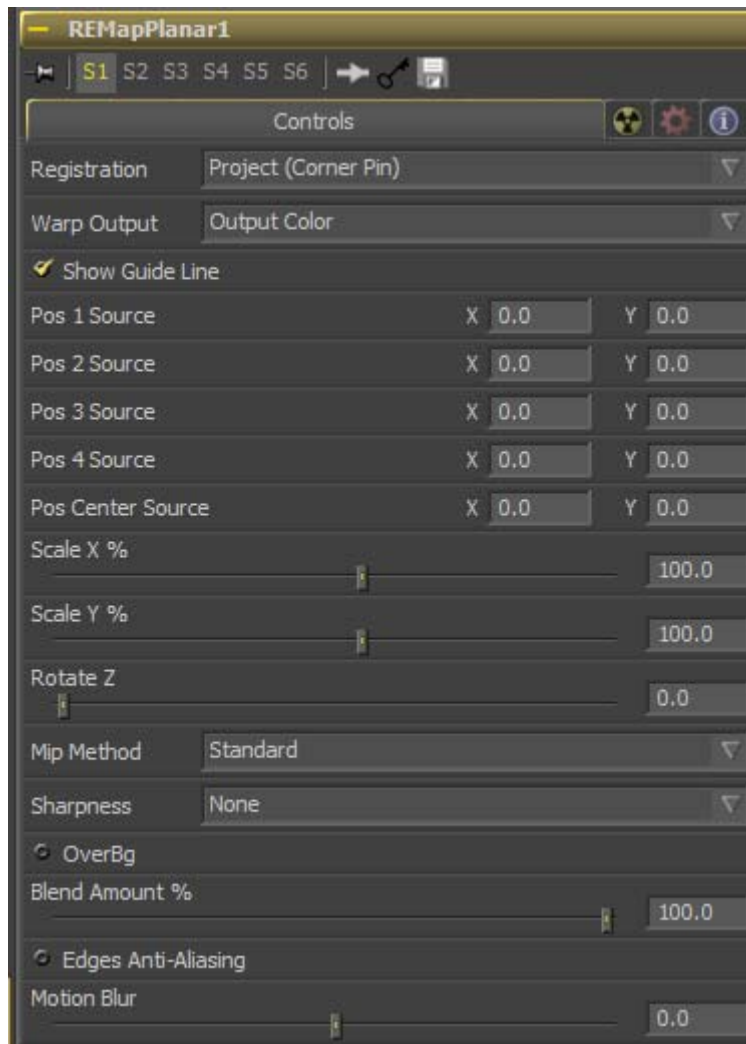 REMapPlanar1
S1 S2 S3 S4 S5 S6
Controls
Registration Project (Corner Pin)
Warp Output Output Color
Show Guide Line
Pos 1 Source X 0.0 Y 0.0
Pos 2 Source X 0.0 Y 0.0
Pos 3 Source X 0.0 Y 0.0
Pos 4 Source X 0.0 Y 0.0
Pos Center Source X 0.0 Y 0.0
Scale X %
100.0
Scale Y %
100.0
Rotate Z
0.0
Mip Method Standard
Sharpness None
OverBg
Blend Amount %
100.0
Edges Anti-Aliasing
Motion Blur
0.0